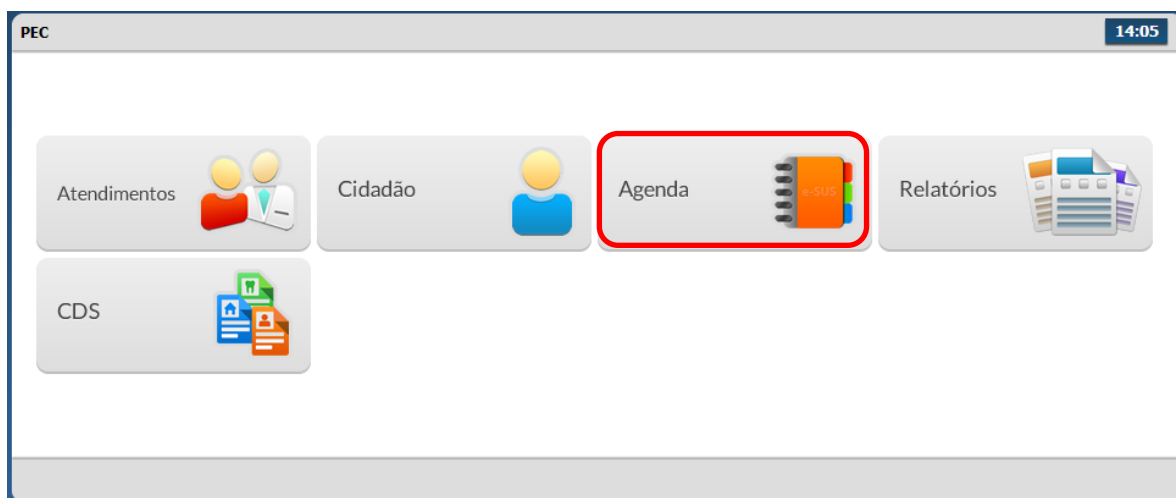 PEC
14:05
Atendimentos
Cidadão
Agenda
e-SUS
Relatórios
CDS